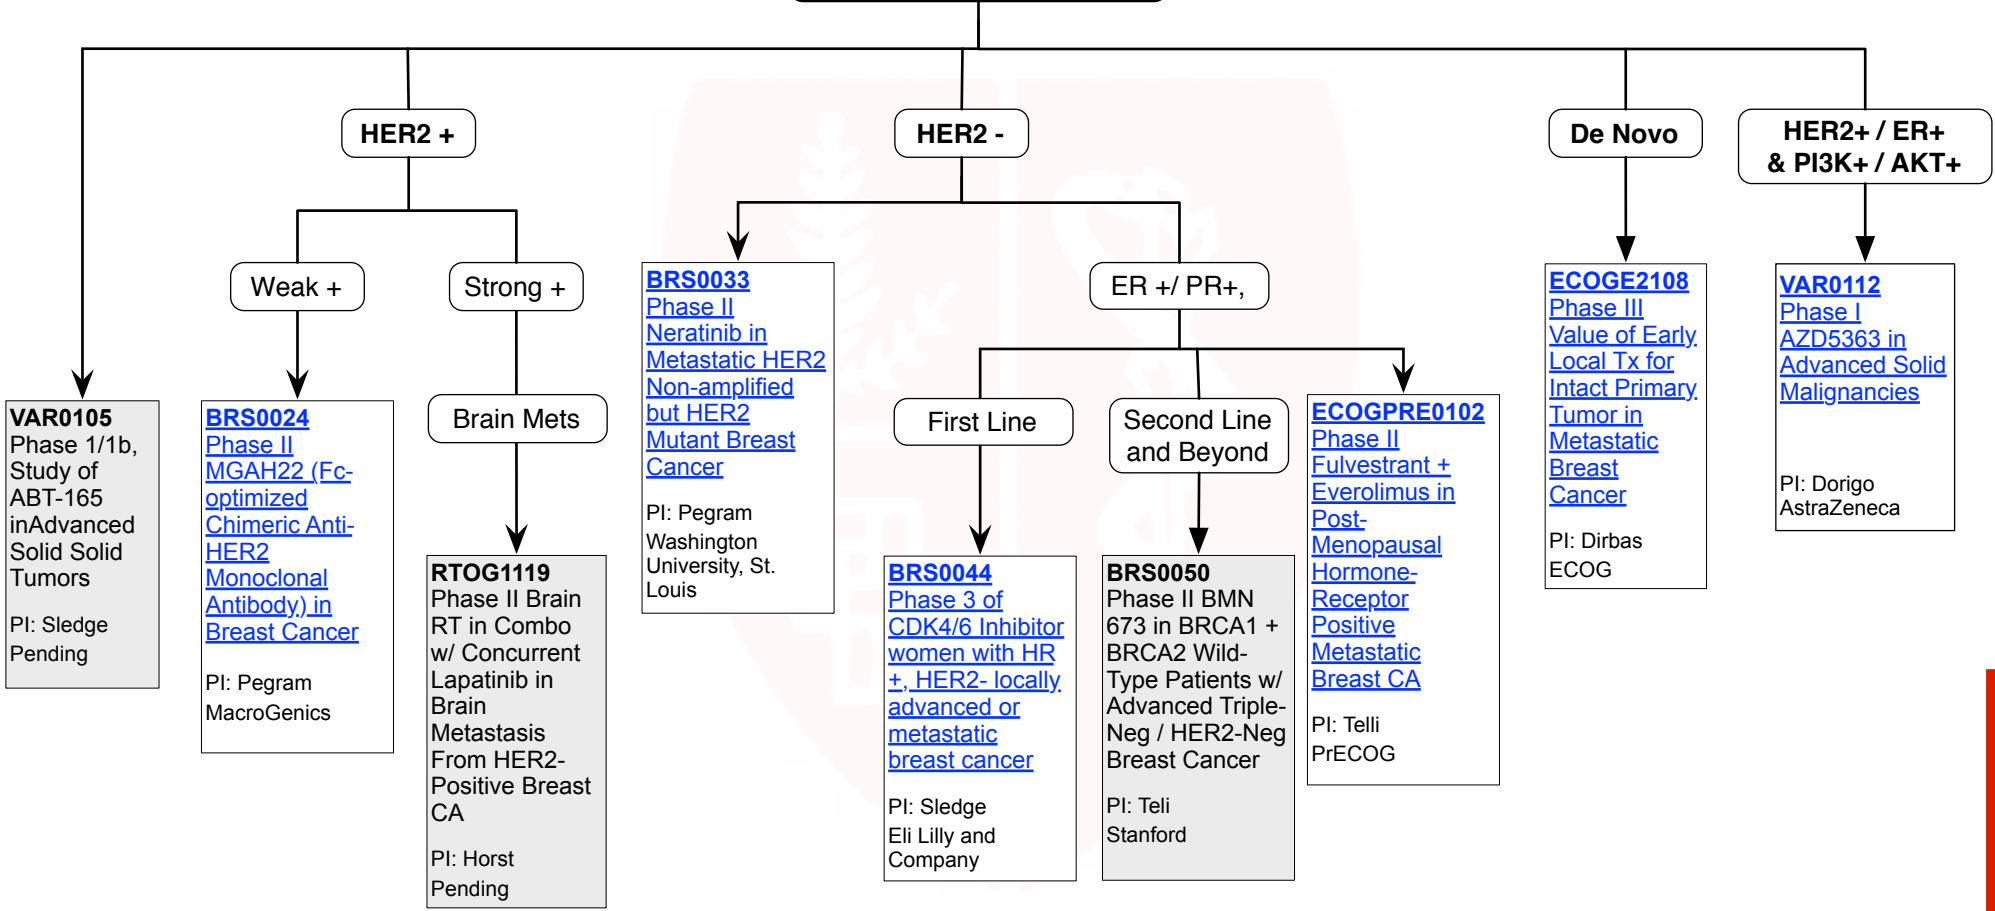 HER2 +
HER2 -
De Novo
HER2+ / ER+
& PI3K+ / AKT+
Weak +
Strong +
ER +/ PR+,
Brain Mets
First Line
Second Line
and Beyond
VAR0105
Phase 1/1b,
Study of
ABT-165
inAdvanced
Solid Solid
Tumors
PI: Sledge
Pending
BRS0024
Phase II
MGAH22 (Fc-
optimized
Chimeric Anti-
HER2
Monoclonal
Antibody) in
Breast Cancer
PI: Pegram
MacroGenics
RTOG1119
Phase II Brain
RT in Combo
w/ Concurrent
Lapatinib in
Brain
Metastasis
From HER2-
Positive Breast
CA
PI: Horst
Pending
BRS0033
Phase II
Neratinib in
Metastatic HER2
Non-amplified
but HER2
Mutant Breast
Cancer
PI: Pegram
Washington
University, St.
Louis
BRS0044
Phase 3 of
CDK4/6 Inhibitor
women with HR
+, HER2- locally
advanced or
metastatic
breast cancer
PI: Sledge
Eli Lilly and
Company
BRS0050
Phase II BMN
673 in BRCA1 +
BRCA2 Wild-
Type Patients w/
Advanced Triple-
Neg / HER2-Neg
Breast Cancer
PI: Teli
Stanford
ECOGPRE0102
Phase II
Fulvestrant +
Everolimus in
Post-
Menopausal
Hormone-
Receptor
Positive
Metastatic
Breast CA
PI: Telli
PrECOG
ECOGE2108
Phase III
Value of Early
Local Tx for
Intact Primary
Tumor in
Metastatic
Breast
Cancer
PI: Dirbas
ECOG
VAR0112
Phase I
AZD5363 in
Advanced Solid
Malignancies
PI: Dorigo
AstraZeneca